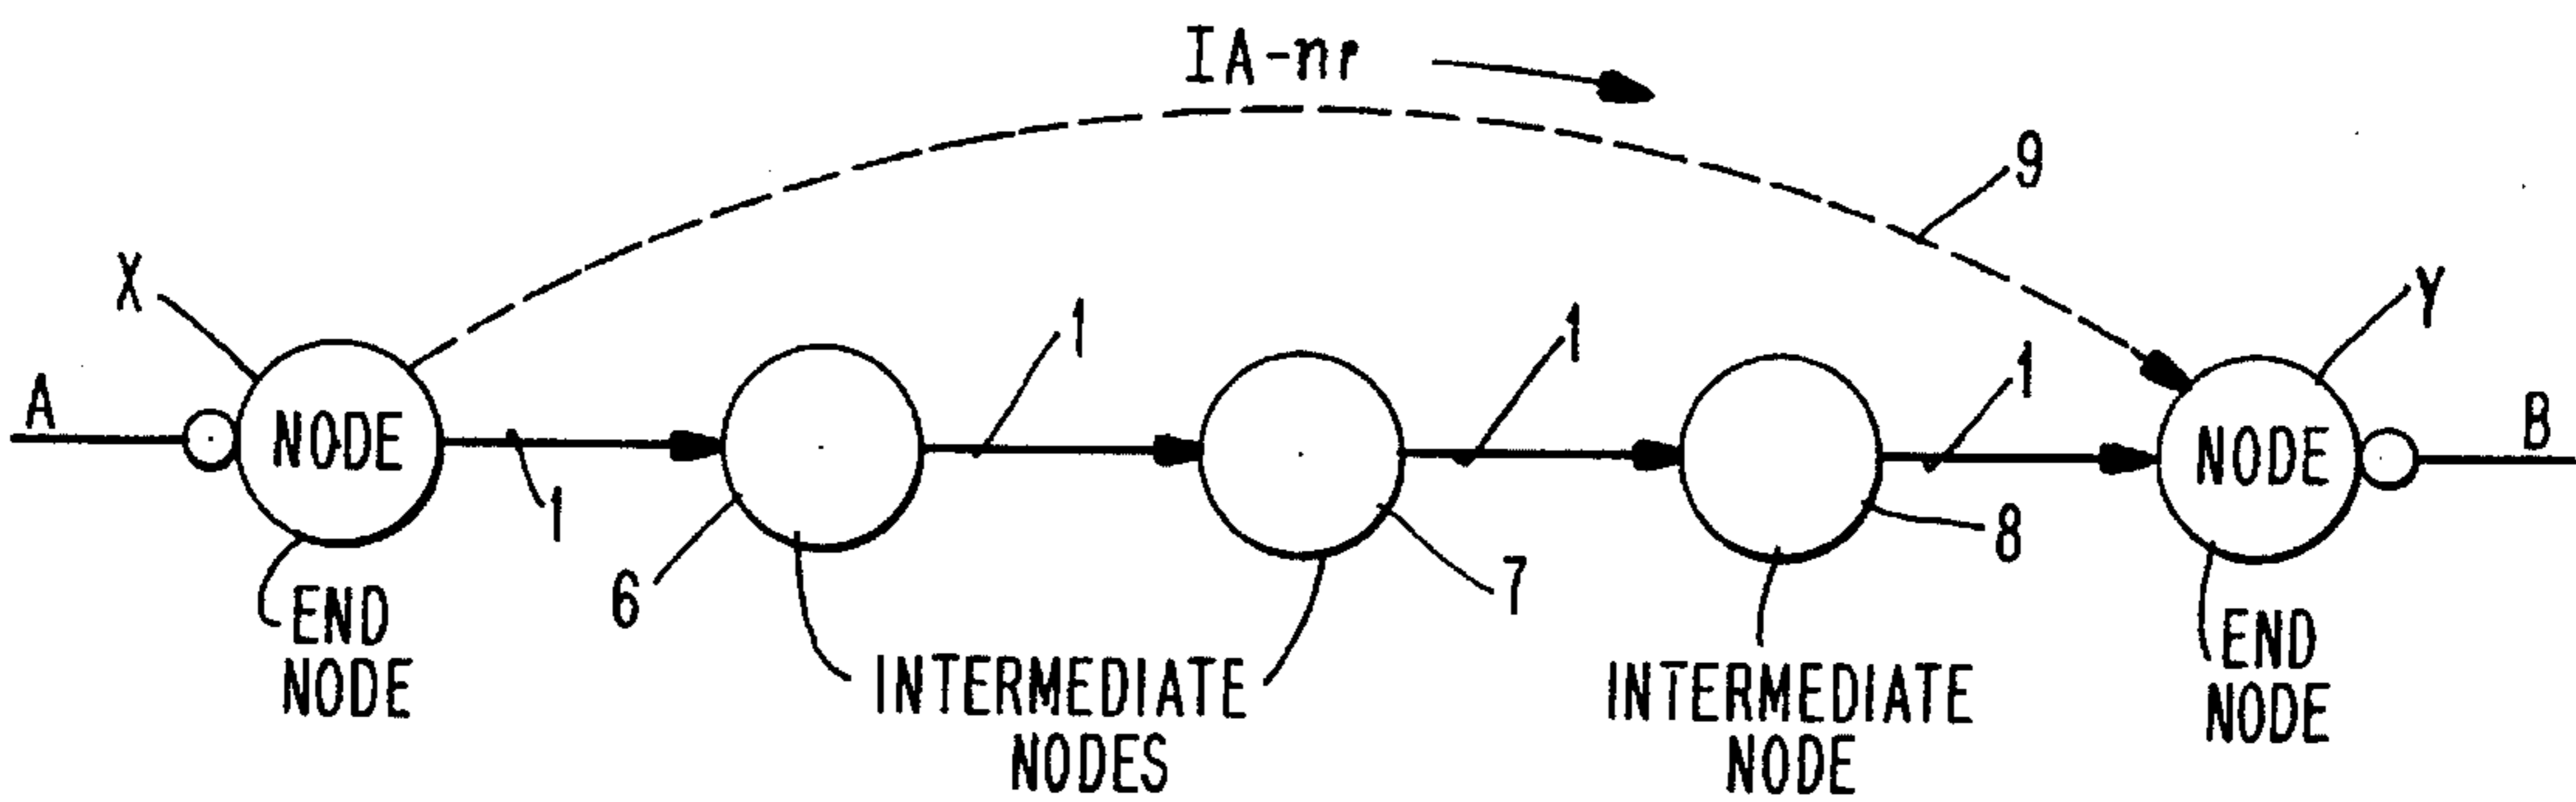 IA-nr
9
X
Y
A
1
1
1
B
NODE
NODE
1
6
7
8
END
NODE
INTERMEDIATE
NODES
INTERMEDIATE
NODE
END
NODE